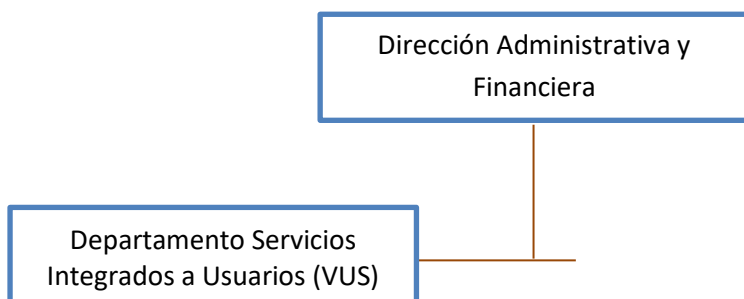 Dirección Administrativa y
Financiera
Departamento Servicios
Integrados a Usuarios (VUS)